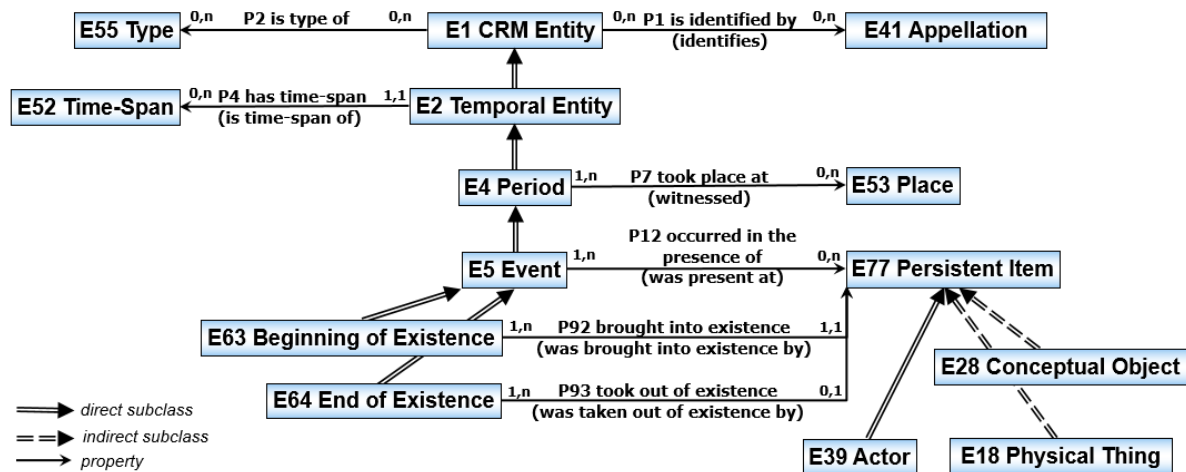 E55 Type
0,n P2 is type of 0,n
E1 CRM Entity
0,n P1 is identified by 0,n
(identifies)
E41 Appellation
E52 Time-Span
0,n P4 has time-span 1,1
(is time-span of)
E2 Temporal Entity
E4 Period
1,n P7 took place at 0,n
(witnessed)
E53 Place
E5 Event
P12 occurred in the
1,n presence of 0,n
(was present at)
E77 Persistent Item
E63 Beginning of Existence
1,n P92 brought into existence 1,1
(was brought into existence by)
E28 Conceptual Object
E64 End of Existence
1,n P93 took out of existence 0,1
(was taken out of existence by)
E39 Actor
E18 Physical Thing
direct subclass
indirect subclass
property